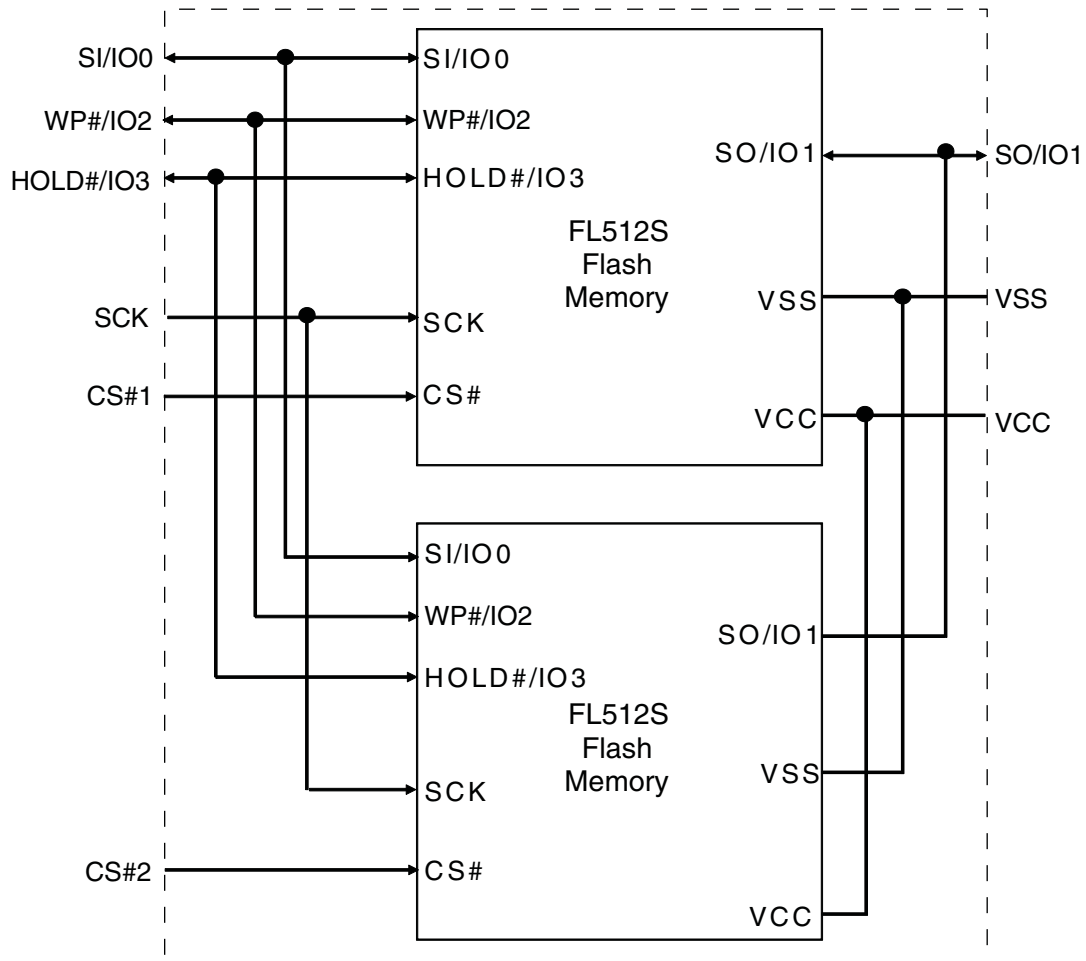 SI/IO0
SI/IO0
WP#/IO2
WP#/IO2
SO/IO1
SO/IO1
HOLD#/IO3
HOLD#/IO3
FL512S
Flash
Memory
VSS
VSS
SCK
SCK
CS#1
CS#
VCC
VCC
SI/IO0
WP#/IO2
SO/IO1
HOLD#/IO3
FL512S
Flash
Memory
VSS
SCK
CS#2
CS#
VCC